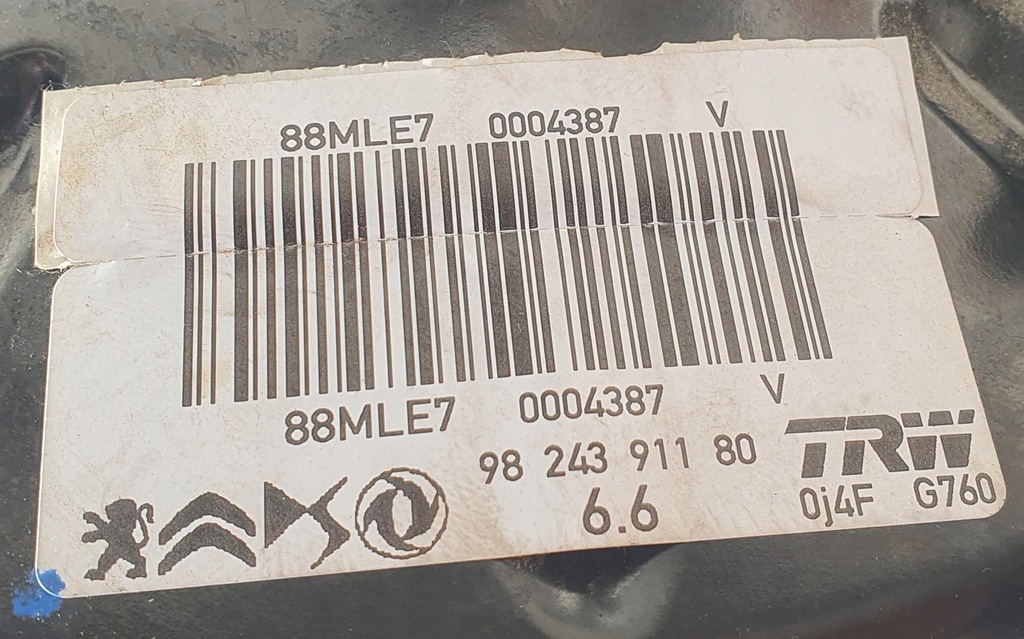 88MLE7 0004387 V
88MLE7 0004387 V
98 243 911 80 TRW
6.6 0j4F G760